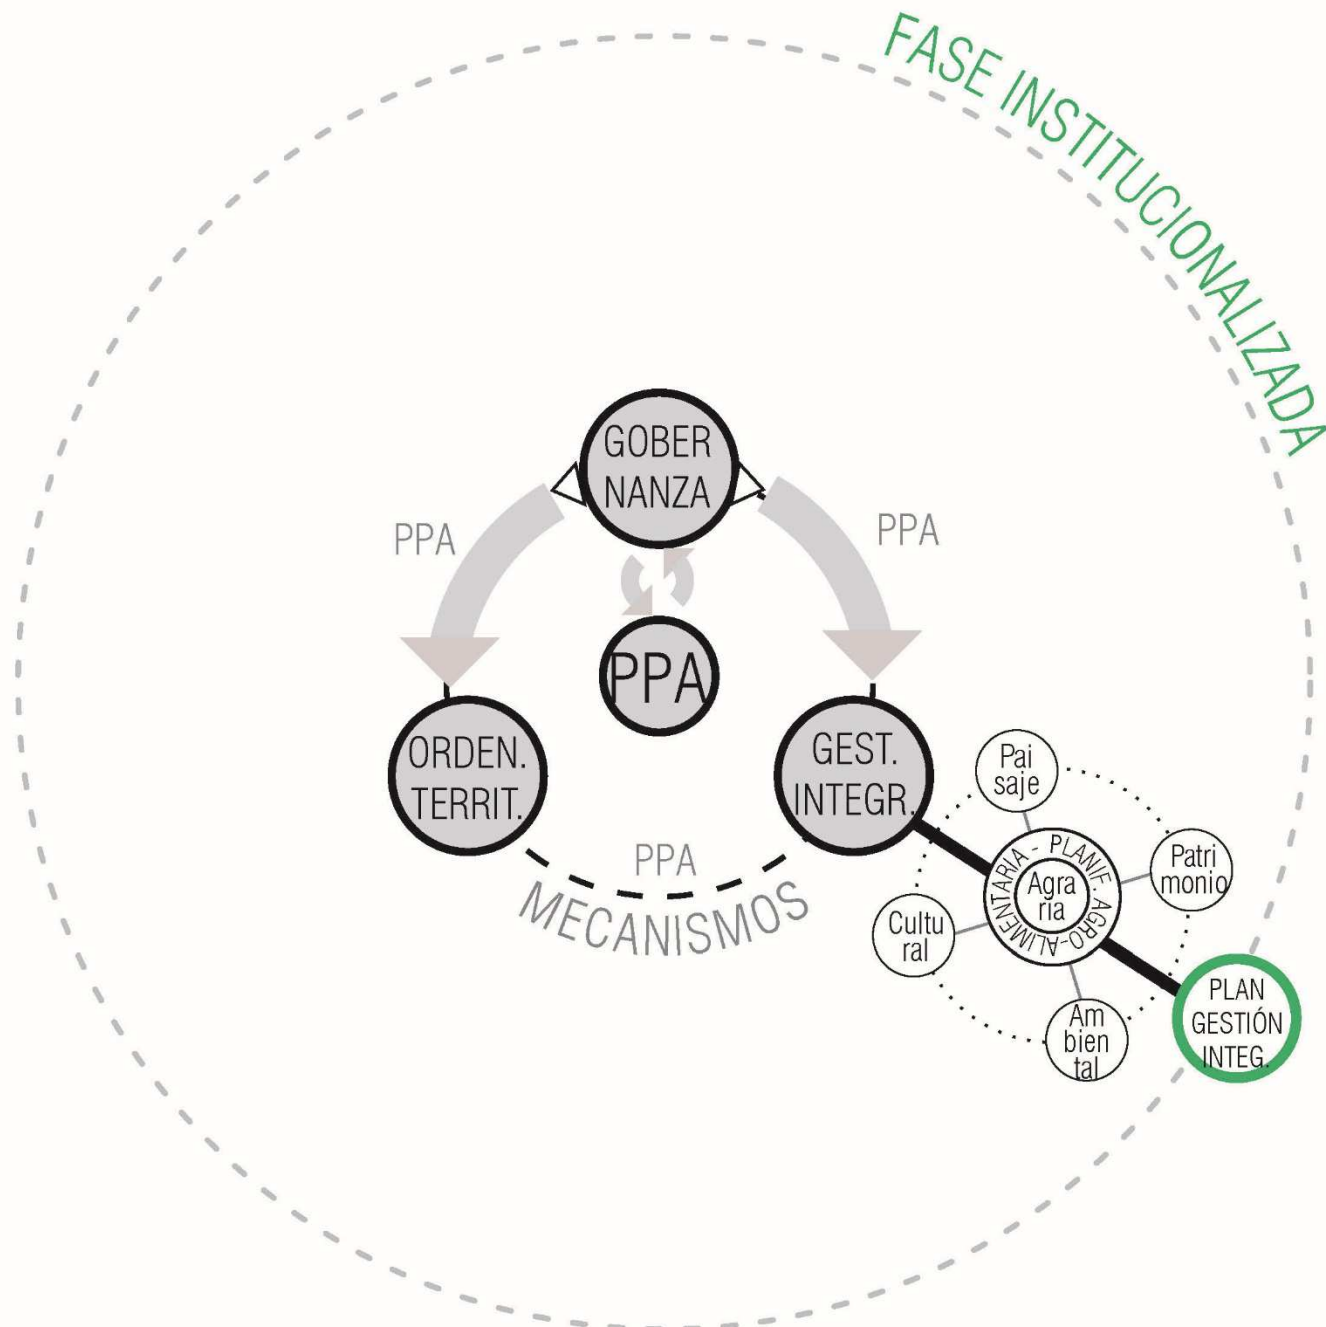 FASE INSTITUCIONALIZADA
GOBER
NANZA
PPA
PPA
PPA
ORDEN.
TERRIT.
GEST.
INTEGR.
PPA
MECANISMOS
Pai
saje
Patri
monio
PLANIF. AGRO-ALIMENTARIA -
Agra
ria
Cultu
ral
Am
bien
tal
PLAN
GESTIÓN
INTEG.